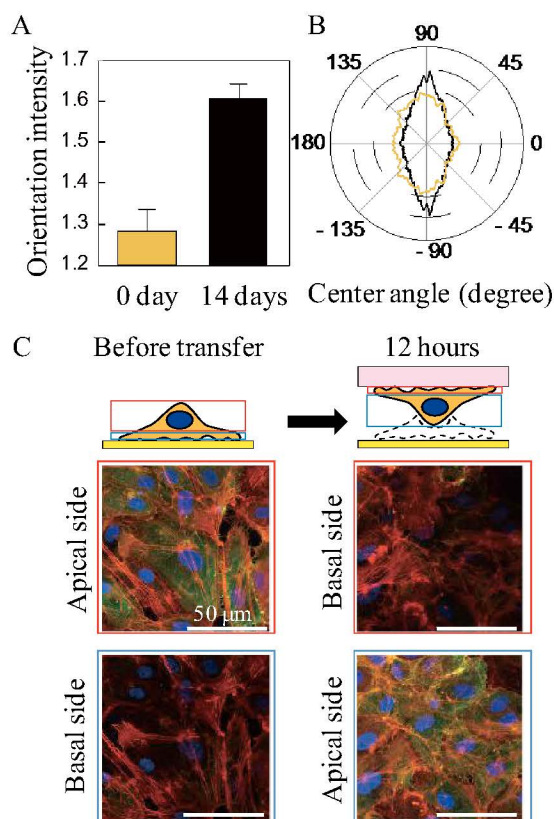 A
Orientation intensity
1.7
1.6
1.5
1.4
1.3
1.2
0 day
14 days
B
90
135
45
180
0
- 135
- 45
- 90
Center angle (degree)
C
Before transfer
12 hours
Apical side
50 μm
Basal side
Basal side
Apical side